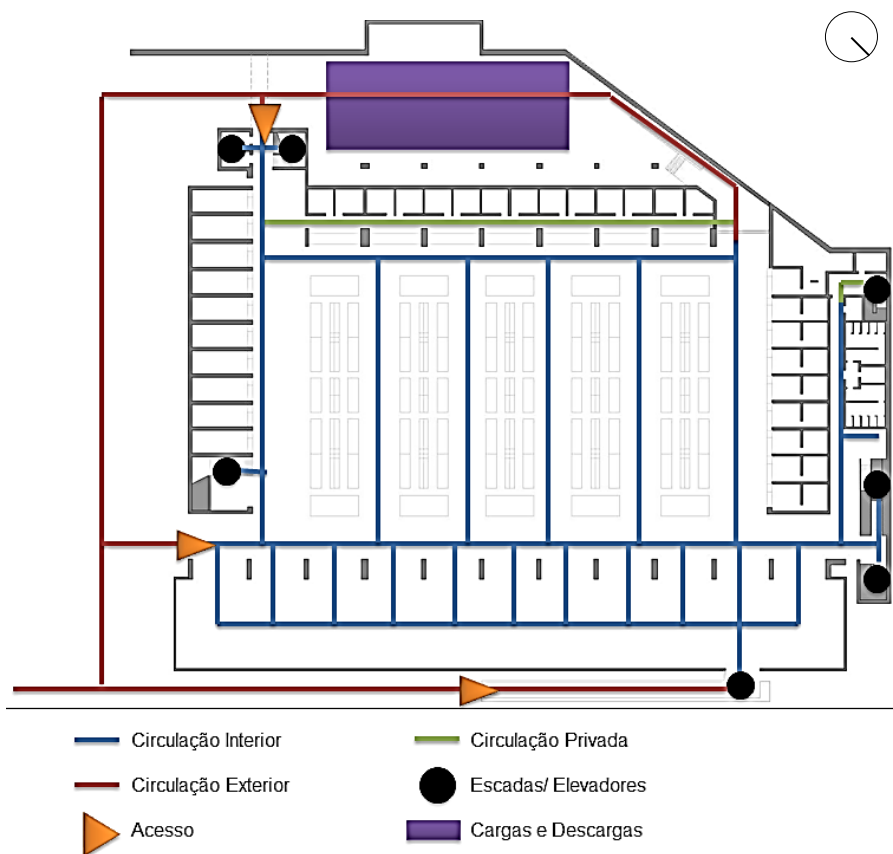 Circulação Interior
Circulação Privada
Circulação Exterior
Escadas/ Elevadores
Acesso
Cargas e Descargas